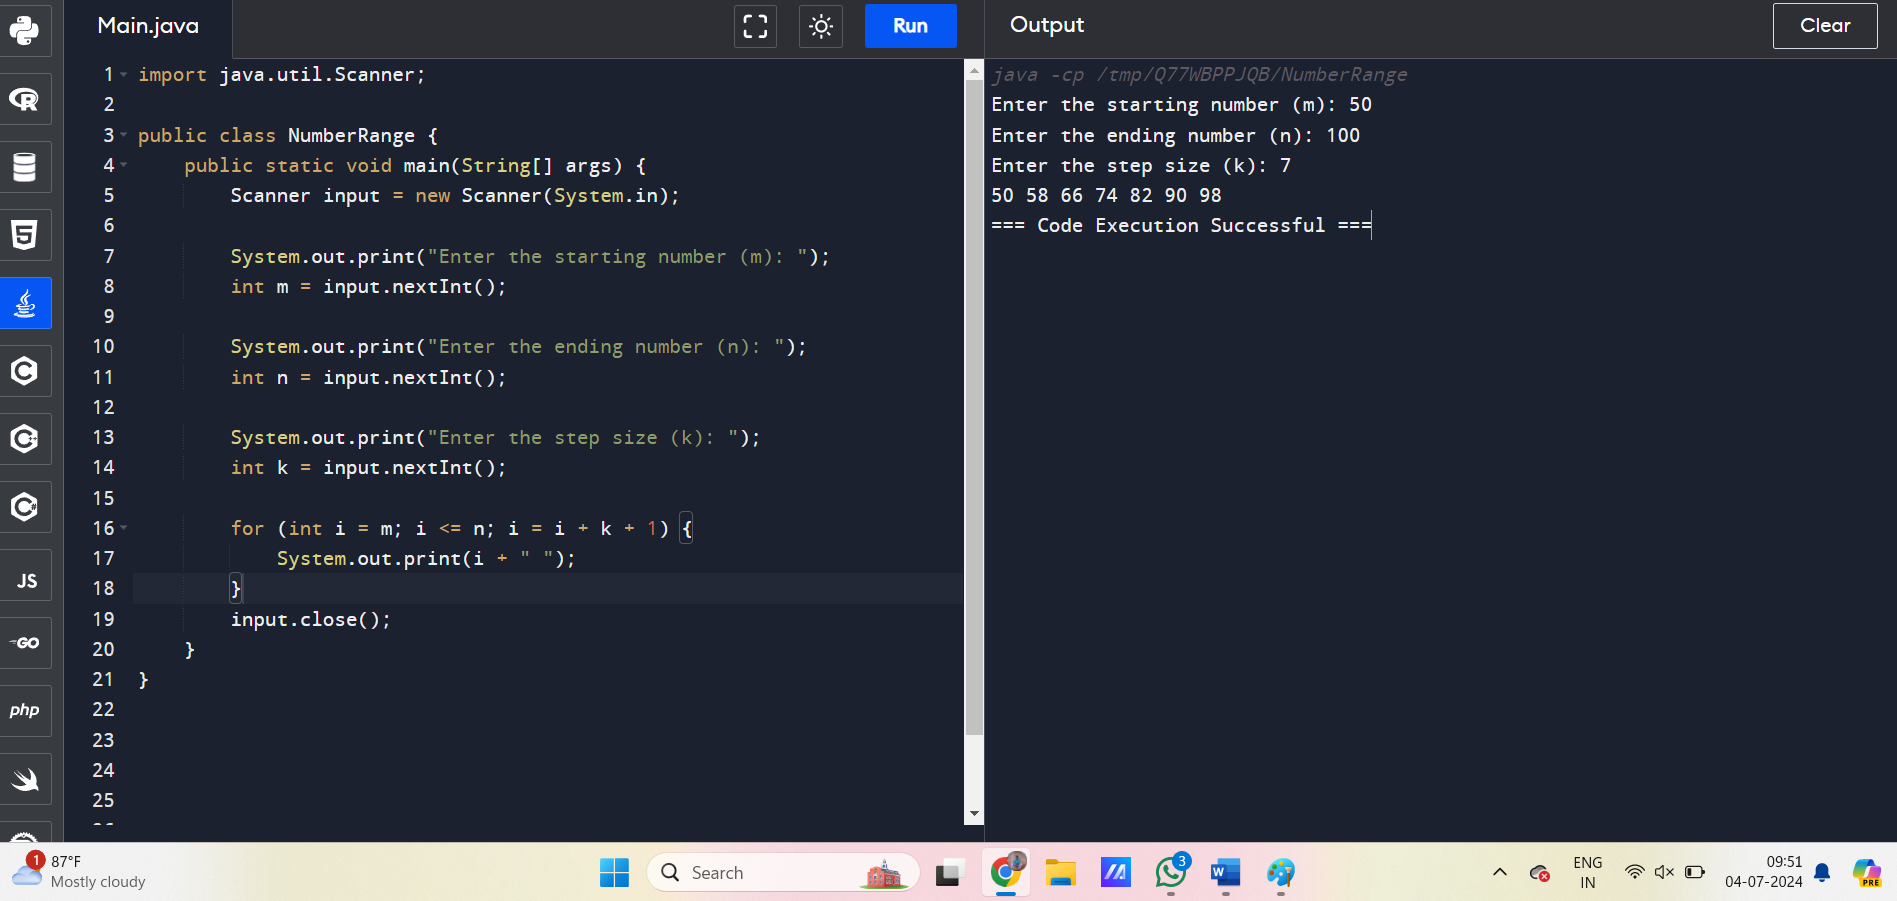 Main.java
Run
Output
Clear
1 import java.util.Scanner;
2
3 public class NumberRange {
4     public static void main(String[] args) {
5         Scanner input = new Scanner(System.in);
6
7         System.out.print("Enter the starting number (m): ");
8         int m = input.nextInt();
9
10         System.out.print("Enter the ending number (n): ");
11         int n = input.nextInt();
12
13         System.out.print("Enter the step size (k): ");
14         int k = input.nextInt();
15
16         for (int i = m; i <= n; i = i + k + 1) {
17             System.out.print(i + " ");
18         }
19         input.close();
20     }
21 }
22
23
24
25
java -cp /tmp/Q77WBPPJQB/NumberRange
Enter the starting number (m): 50
Enter the ending number (n): 100
Enter the step size (k): 7
50 58 66 74 82 90 98
=== Code Execution Successful ===
R
5
C
C++
C#
JS
GO
php
1
87°F
Mostly cloudy
Search
3
W
ENG
IN
09:51
04-07-2024
PRE